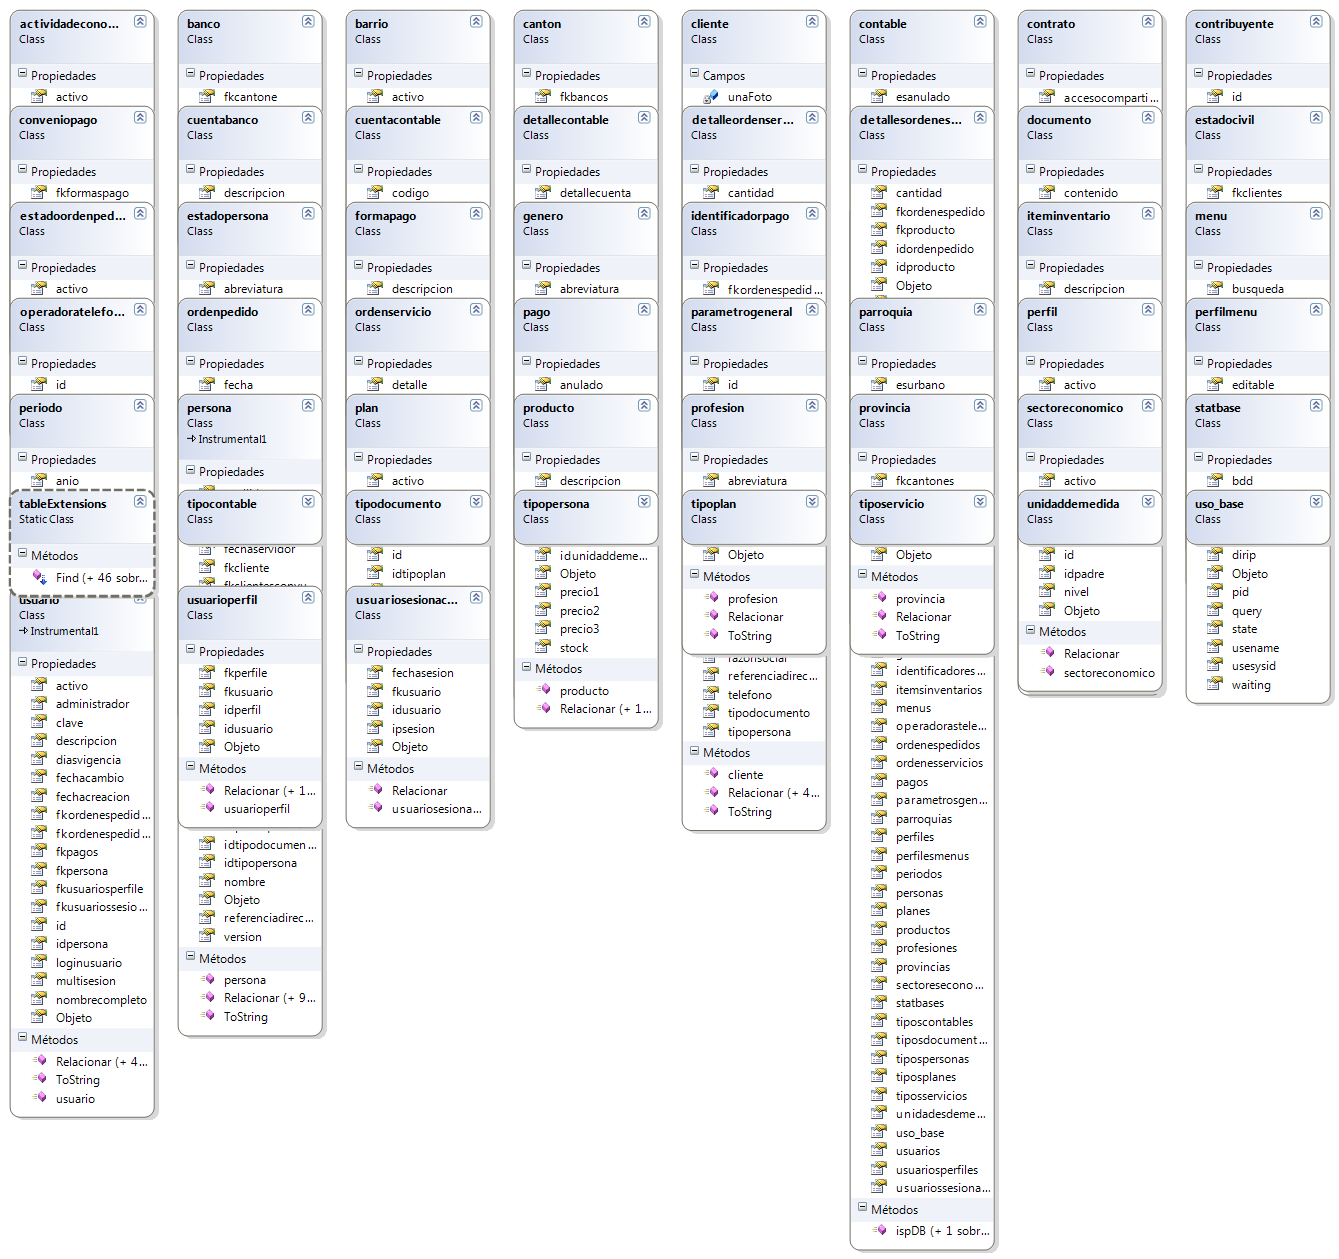 actividadecono...
Class
Propiedades
activo
banco
Class
Propiedades
fkcantone
barrio
Class
Propiedades
activo
canton
Class
Propiedades
fkbancos
cliente
Class
Campos
unaFoto
contable
Class
Propiedades
esanulado
contrato
Class
Propiedades
accesocomparti...
contribuyente
Class
Propiedades
id
conveniopago
Class
Propiedades
fkformaspago
cuentabanco
Class
Propiedades
descripcion
cuentacontable
Class
Propiedades
codigo
detallecontable
Class
Propiedades
detallecuenta
detalleordenser...
Class
Propiedades
cantidad
detallesordenes...
Class
Propiedades
cantidad
fkordenespedido
fkproducto
idordenpedido
idproducto
Objeto
documento
Class
Propiedades
contenido
estadocivil
Class
Propiedades
fkclientes
estadoordenped...
Class
Propiedades
activo
estadopersona
Class
Propiedades
abreviatura
formapago
Class
Propiedades
descripcion
genero
Class
Propiedades
abreviatura
identificadorpago
Class
Propiedades
fkordenespedid...
iteminventario
Class
Propiedades
descripcion
menu
Class
Propiedades
busqueda
operadoratelefo...
Class
Propiedades
id
ordenpedido
Class
Propiedades
fecha
ordenservicio
Class
Propiedades
detalle
pago
Class
Propiedades
anulado
parametrogeneral
Class
Propiedades
id
parroquia
Class
Propiedades
esurbano
perfil
Class
Propiedades
activo
perfilmenu
Class
Propiedades
editable
periodo
Class
Propiedades
anio
persona
Class
Instrumental1
Propiedades
plan
Class
Propiedades
activo
producto
Class
Propiedades
descripcion
profesion
Class
Propiedades
abreviatura
provincia
Class
Propiedades
fkcantones
sectoreconomico
Class
Propiedades
activo
statbase
Class
Propiedades
bdd
tableExtensions
Static Class
Métodos
Find (+ 46 sobr...
tipocontable
Class
fechaservidor
fkcliente
tipodocumento
Class
id
idtipoplan
tipopersona
Class
idunidaddeme...
Objeto
precio1
precio2
precio3
stock
Métodos
producto
Relacionar (+ 1...
tipoplan
Class
Objeto
Métodos
profesion
Relacionar
ToString
razonsocial
referenciadirec...
telefono
tipodocumento
tipopersona
Métodos
cliente
Relacionar (+ 4...
ToString
tiposervicio
Class
Objeto
Métodos
provincia
Relacionar
ToString
identificadores...
itemsinventarios
menus
operadorastele...
ordenespedidos
ordenesservicios
pagos
parametrosgen...
parroquias
perfiles
perfilesmenus
periodos
personas
planes
productos
profesiones
provincias
sectoresecono...
statbases
tiposcontables
tiposdocument...
tipospersonas
tiposplanes
tiposservicios
unidadesdeme...
uso_base
usuarios
usuariosperfiles
usuariossesiona...
Métodos
ispDB (+ 1 sobr...
unidaddemedida
Class
id
idpadre
nivel
Objeto
Métodos
Relacionar
sectoreconomico
uso_base
Class
dirip
Objeto
pid
query
state
usename
usesysid
waiting
usuario
Class
Instrumental1
Propiedades
activo
administrador
clave
descripcion
diasvigencia
fechacambio
fechacreacion
fkordenespedid...
fkordenespedid...
fkpagos
fkpersona
fkusuariosperfile
fkusuariossesio...
id
idpersona
loginusuario
multisesion
nombrecompleto
Objeto
Métodos
Relacionar (+ 4...
ToString
usuario
usuarioperfil
Class
Propiedades
fkperfile
fkusuario
idperfil
idusuario
Objeto
Métodos
Relacionar (+ 1...
usuarioperfil
idtipodocumen...
idtipopersona
nombre
Objeto
referenciadirec...
version
Métodos
persona
Relacionar (+ 9...
ToString
usuariosesionac...
Class
Propiedades
fechasesion
fkusuario
idusuario
ipsesion
Objeto
Métodos
Relacionar
usuariosesiona...